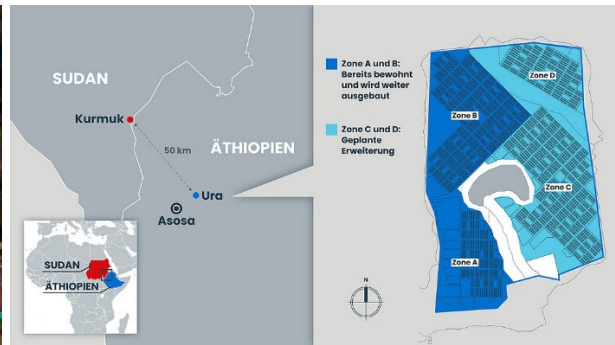 SUDAN
Kurmuk
50 km
ÄTHIOPIEN
Ura
Asosa
SUDAN
ÄTHIOPIEN
Zone A und B:
Bereits bewohnt
und wird weiter
ausgebaut
Zone C und D:
Geplante
Erweiterung
Zone D
Zone B
Zone C
Zone A
N